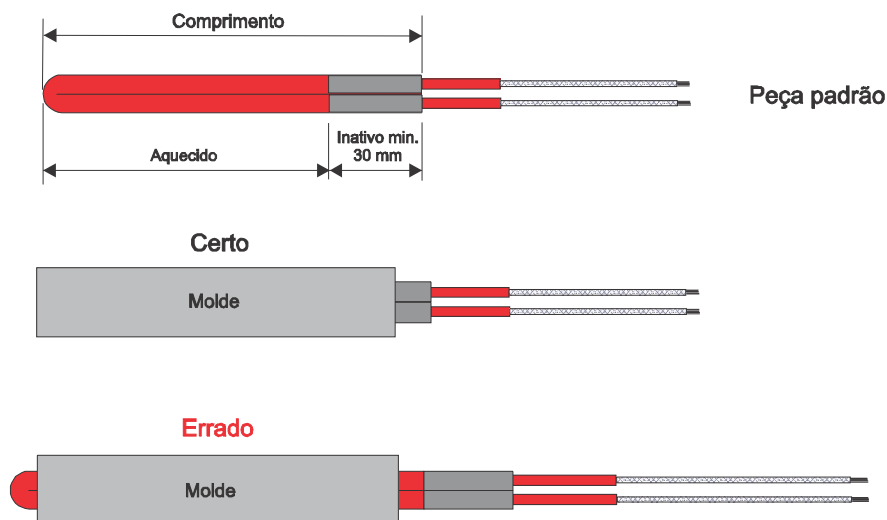 Comprimento
Peça padrão
Aquecido
Inativo min.
30 mm
Certo
Molde
Errado
Molde